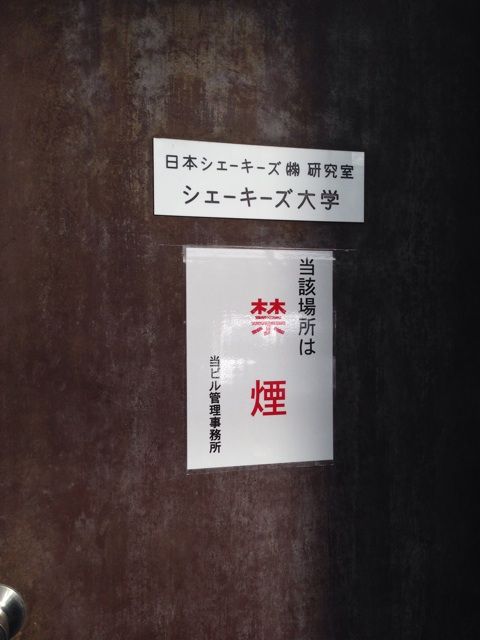 日本シェーキーズ㈱ 研究室
シェーキーズ大学
当該場所は
禁煙
当ビル管理事務所